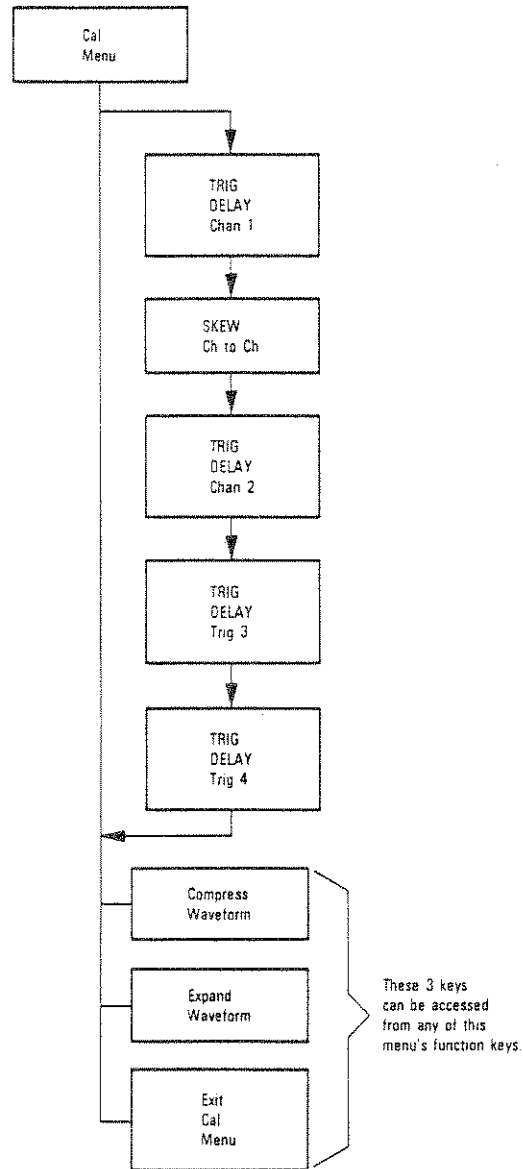 Cal
Menu
TRIG
DELAY
Chan 1
SKEW
Ch to Ch
TRIG
DELAY
Chan 2
TRIG
DELAY
Trig 3
TRIG
DELAY
Trig 4
Compress
Waveform
Expand
Waveform
Exit
Cal
Menu
These 3 keys
can be accessed
from any of this
menu's function keys.